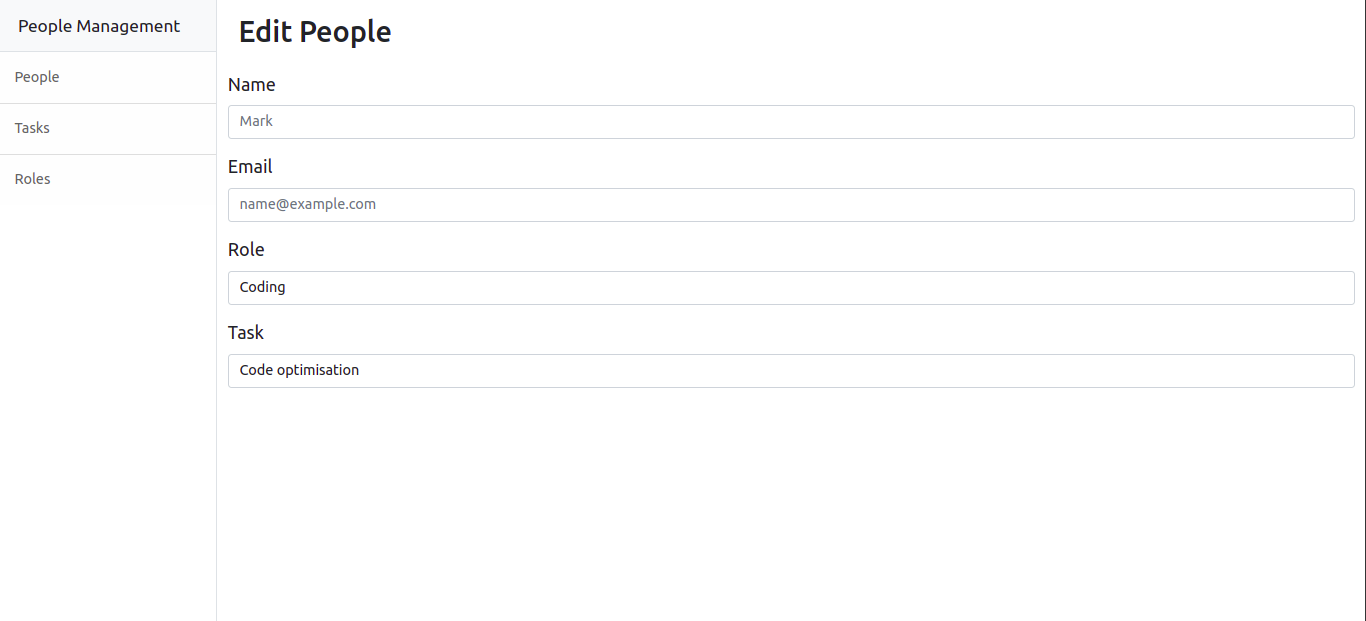 People Management
People
Tasks
Roles
Edit People
Name
Mark
Email
name@example.com
Role
Coding
Task
Code optimisation